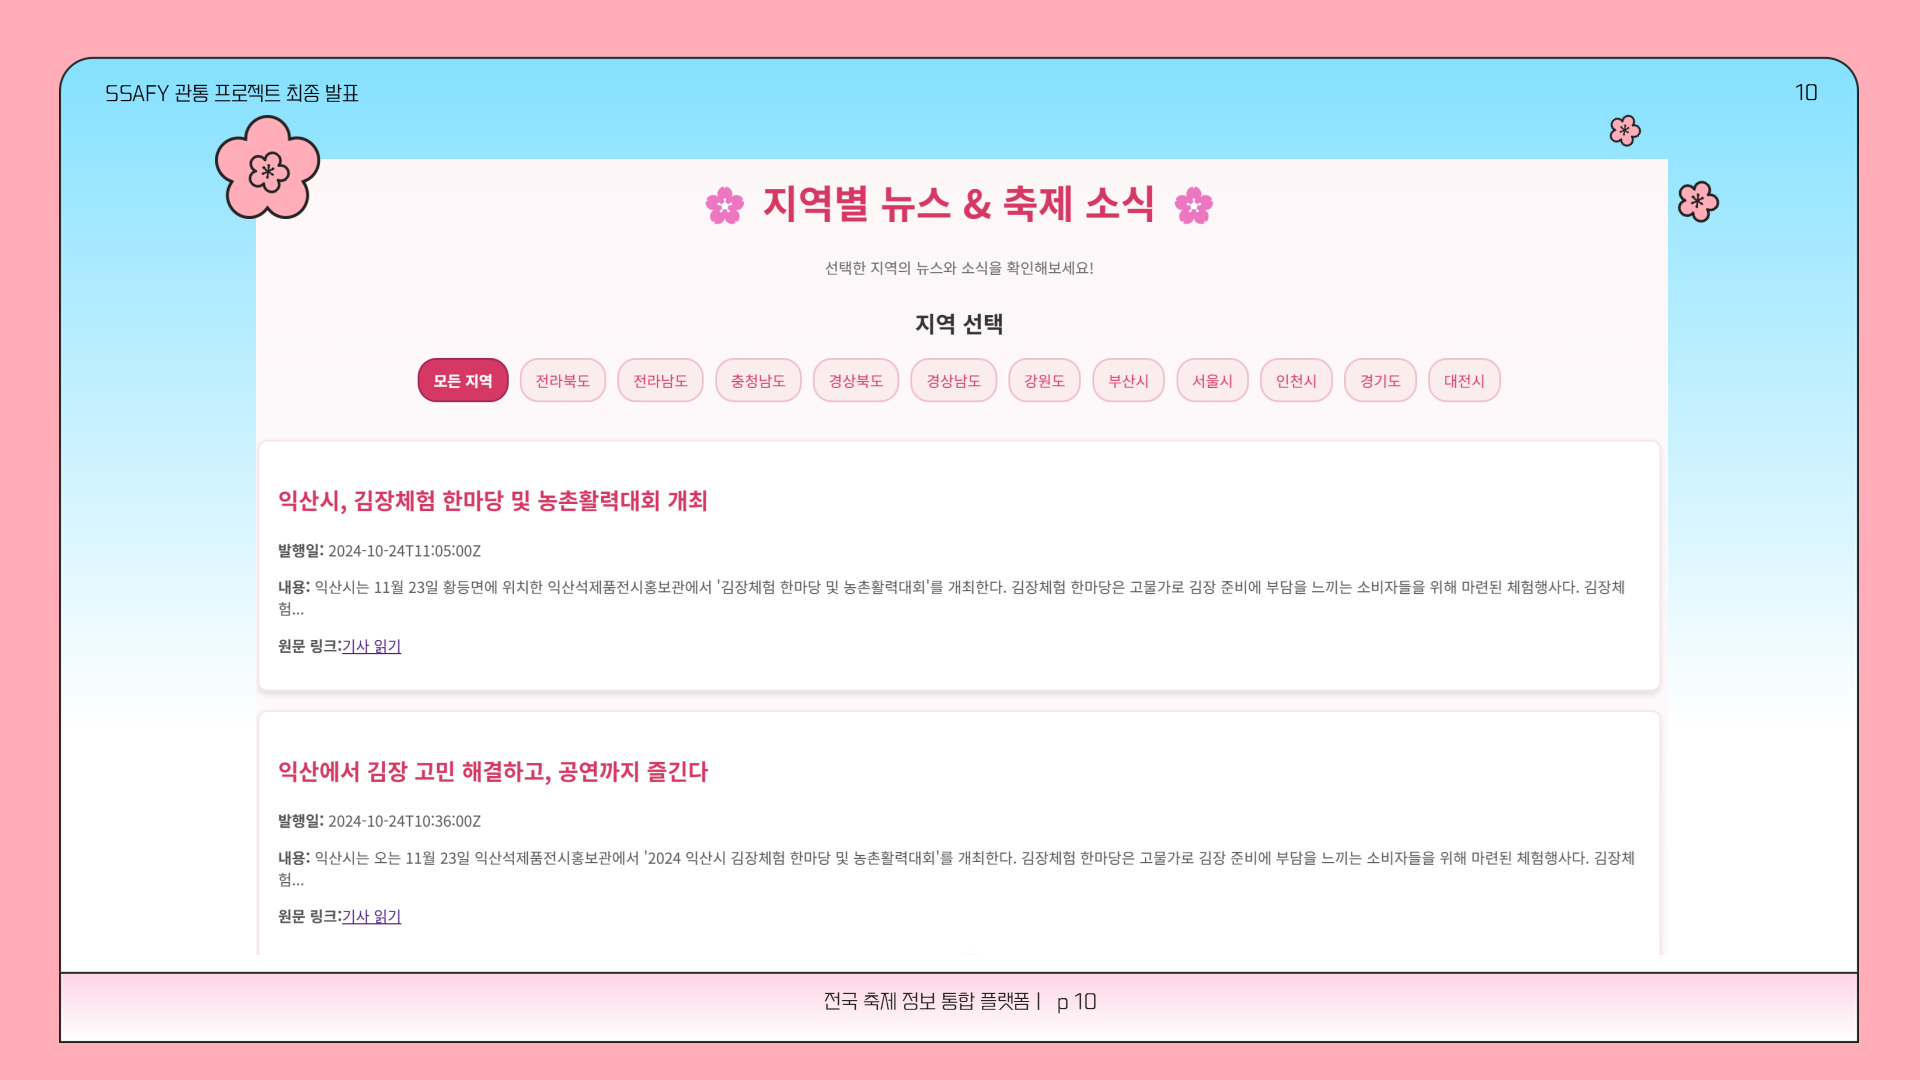 SSAFY 관통 프로젝트 최종 발표
10
지역별 뉴스 & 축제 소식
선택한 지역의 뉴스와 소식을 확인해보세요!
지역 선택
모든 지역 전라북도 전라남도 충청남도 경상북도 경상남도 강원도 부산시 서울시 인천시 경기도 대전시
익산시, 김장체험 한마당 및 농촌활력대회 개최
발행일: 2024-10-24T11:05:00Z
내용: 익산시는 11월 23일 황등면에 위치한 익산석제품전시홍보관에서 '김장체험 한마당 및 농촌활력대회'를 개최한다. 김장체험 한마당은 고물가로 김장 준비에 부담을 느끼는 소비자들을 위해 마련된 체험행사다. 김장체
험...
원문 링크:기사 읽기
익산에서 김장 고민 해결하고, 공연까지 즐긴다
발행일: 2024-10-24T10:36:00Z
내용: 익산시는 오는 11월 23일 익산석제품전시홍보관에서 '2024 익산시 김장체험 한마당 및 농촌활력대회'를 개최한다. 김장체험 한마당은 고물가로 김장 준비에 부담을 느끼는 소비자들을 위해 마련된 체험행사다. 김장체
험...
원문 링크:기사 읽기
전국 축제 정보 통합 플랫폼 | p 10